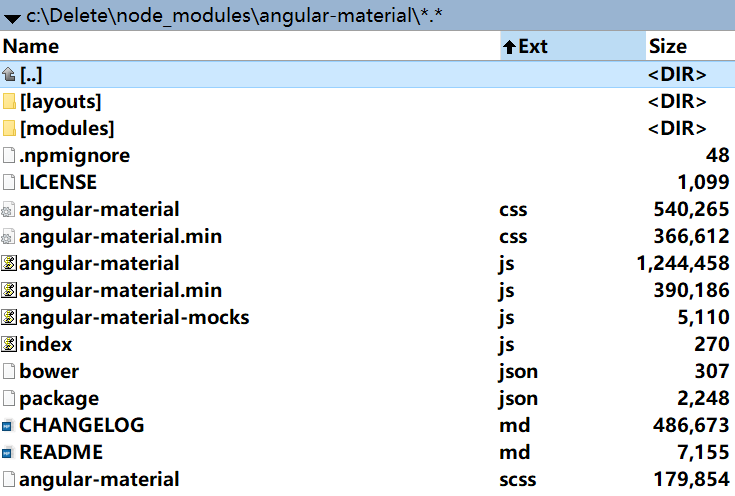 c:\Delete\node_modules\angular-material\*.*
Name Ext Size
[..] <DIR>
[layouts] <DIR>
[modules] <DIR>
.npmignore 48
LICENSE 1,099
angular-material css 540,265
angular-material.min css 366,612
angular-material js 1,244,458
angular-material.min js 390,186
angular-material-mocks js 5,110
index js 270
bower json 307
package json 2,248
CHANGELOG md 486,673
README md 7,155
angular-material scss 179,854